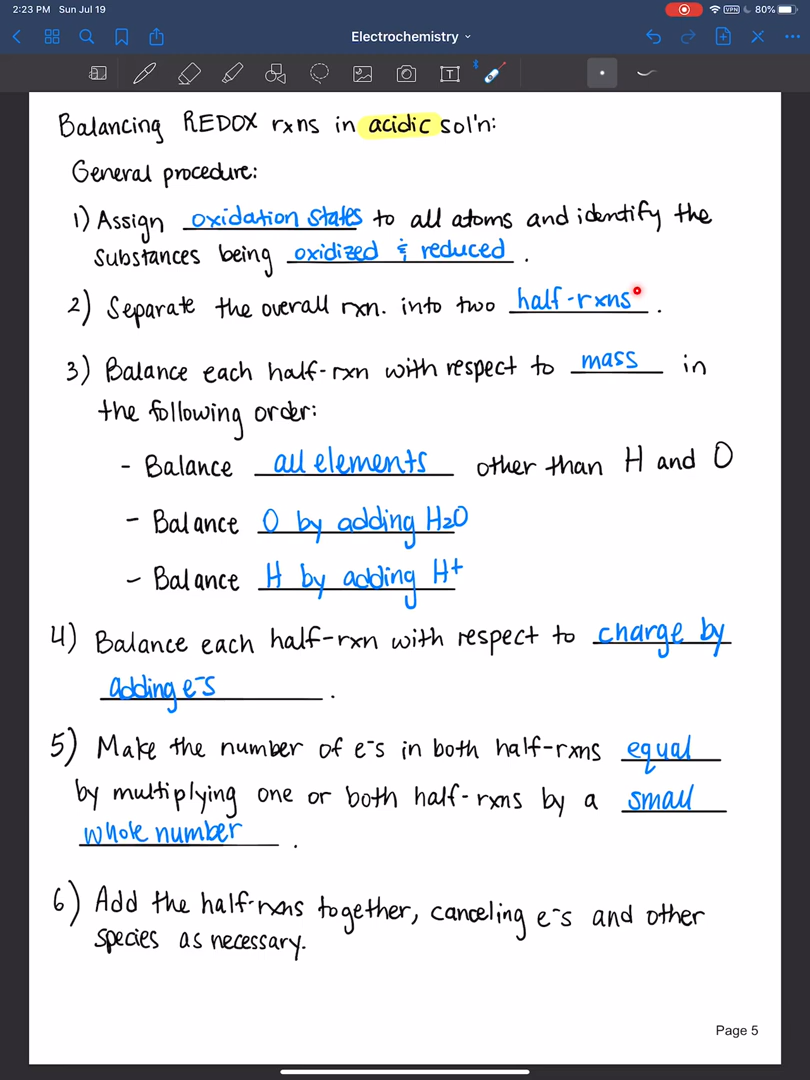 2:23 PM Sun Jul 19
VPN 80%
Electrochemistry
T
Balancing REDOX rxns in acidic sol'n:
General procedure:
1) Assign oxidation states to all atoms and identify the
substances being oxidized & reduced.
2) Separate the overall rxn. into two half-rxns.
3) Balance each half-rxn with respect to mass in
the following order:
- Balance all elements other than H and O
- Balance O by adding H2O
- Balance H by adding H+
4) Balance each half-rxn with respect to charge by
adding e-s.
5) Make the number of e-s in both half-rxns equal
by multiplying one or both half-rxns by a small
whole number.
6) Add the half-rxns together, canceling e-s and other
species as necessary.
Page 5